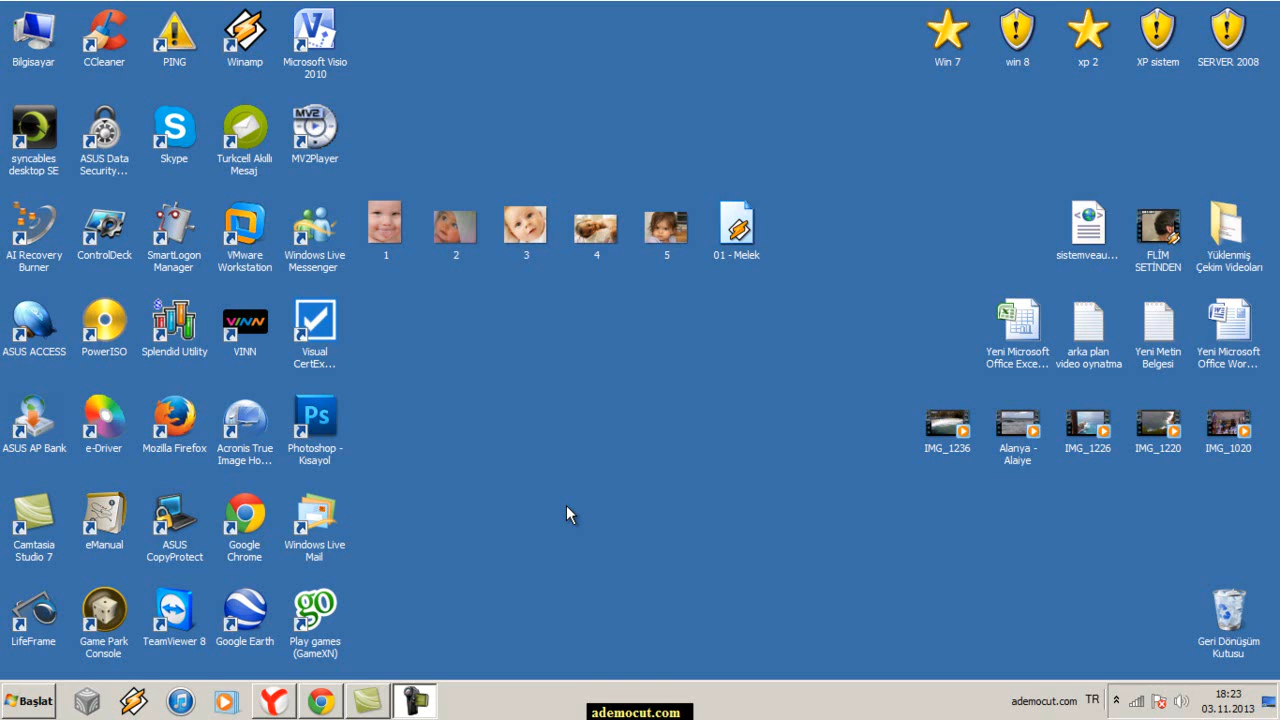 Bilgisayar
CCleaner
PING
Winamp
Microsoft Visio
2010
Win 7
win 8
xp 2
XP sistem
SERVER 2008
syncables
desktop SE
ASUS Data
Security...
Skype
Turkcell Akıllı
Mesaj
MV2
MV2Player
AI Recovery
Burner
ControlDeck
SmartLogon
Manager
VMware
Workstation
Windows Live
Messenger
1
2
3
4
5
01 - Melek
sistemveau...
FLİM
SETİNDEN
Yüklenmiş
Çekim Videoları
ASUS ACCESS
PowerISO
Splendid Utility
VINN
VINN
Visual
CertEx...
Yeni Microsoft
Office Exce...
arka plan
video oynatma
Yeni Metin
Belgesi
Yeni Microsoft
Office Wor...
ASUS AP Bank
e-Driver
Mozilla Firefox
Acronis True
Image Ho...
Ps
Photoshop -
Kısayol
IMG_1236
Alanya -
Alaiye
IMG_1226
IMG_1220
IMG_1020
Camtasia
Studio 7
eManual
ASUS
CopyProtect
Google
Chrome
Windows Live
Mail
LifeFrame
Game Park
Console
TeamViewer 8
Google Earth
go
Play games
(GameXN)
Geri Dönüşüm
Kutusu
Başlat
ademocut.com
ademocut.com
TR
18:23
03.11.2013